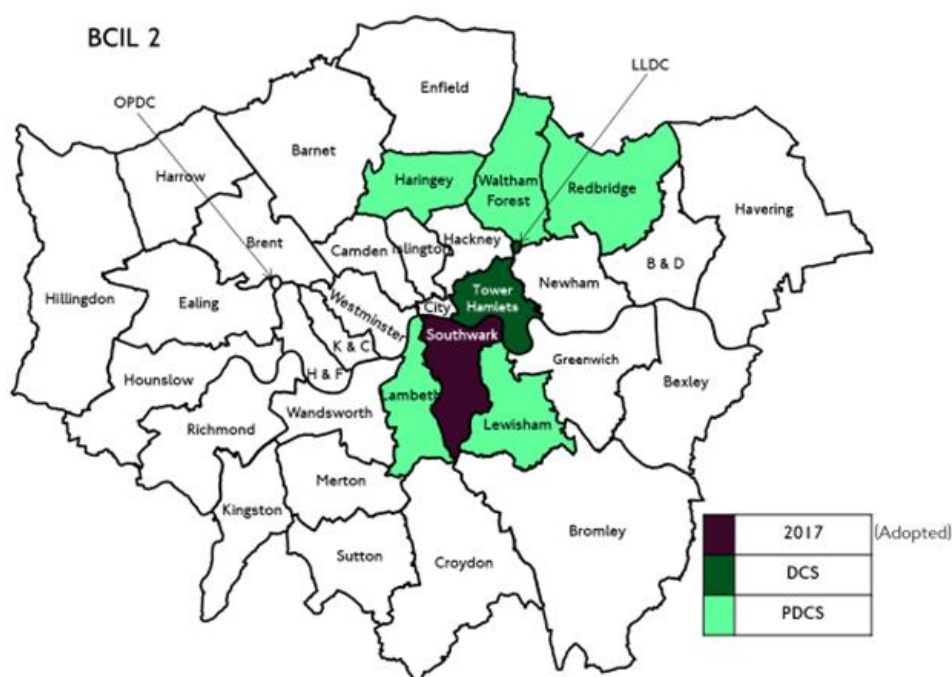 BCIL 2
LLDC
OPDC
Enfield
Barnet
Harrow
Haringey
Waltham
Forest
Redbridge
Havering
Brent
Camden
Islington
Hackney
Hillingdon
Ealing
Westminster
City
Tower
Hamlets
Newham
B & D
Southwark
K & C
H & F
Hounslow
Greenwich
Bexley
Lambeth
Lewisham
Richmond
Wandsworth
Merton
Kingston
Sutton
Croydon
Bromley
2017 (Adopted)
DCS
PDCS